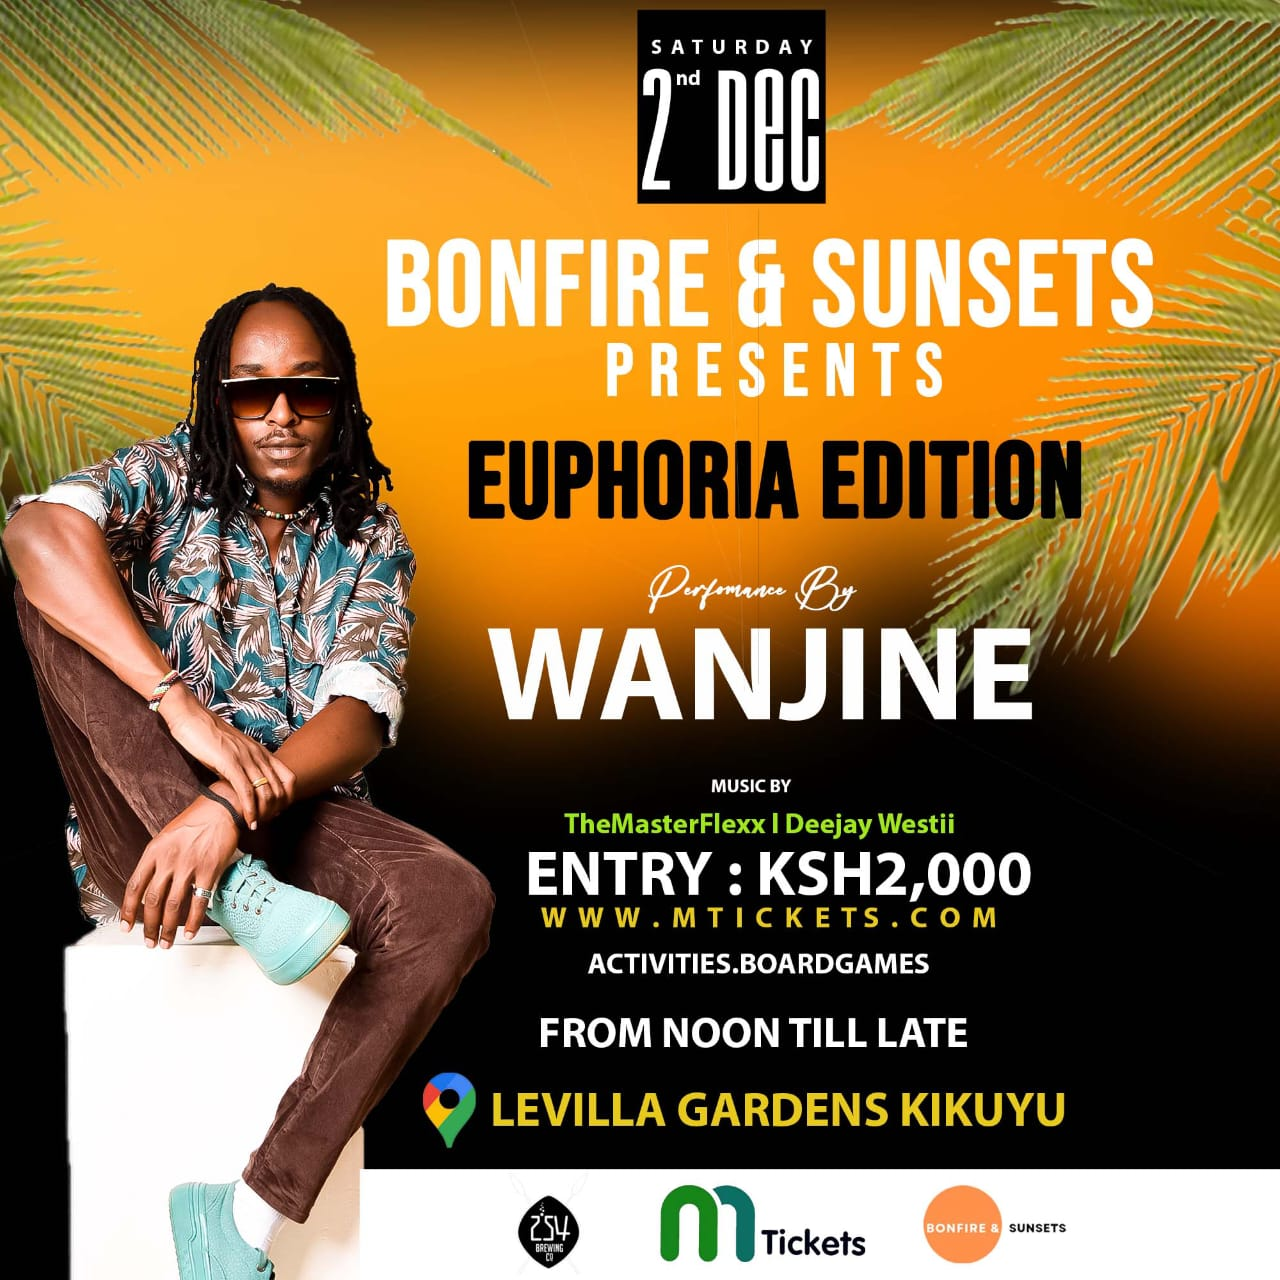 SATURDAY
2nd DEC
BONFIRE & SUNSETS
PRESENTS
EUPHORIA EDITION
Perfomance By
WANJINE
MUSIC BY
TheMasterFlexx I Deejay Westii
ENTRY : KSH2,000
WWW.MTICKETS.COM
ACTIVITIES.BOARDGAMES
FROM NOON TILL LATE
LEVILLA GARDENS KIKUYU
254
BREWING
CO
M Tickets
BONFIRE & SUNSETS